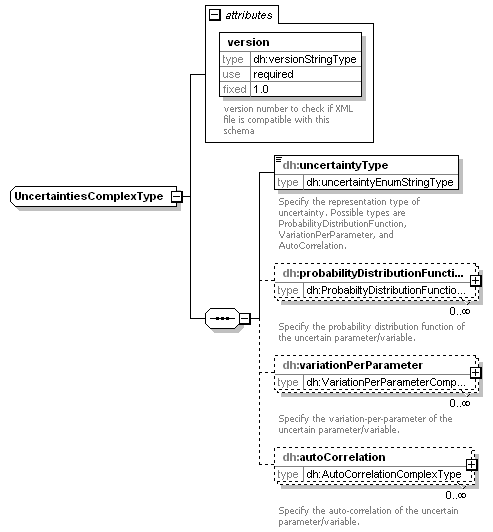 attributes
version
type dh:versionStringType
use required
fixed 1.0
version number to check if XML
file is compatible with this
schema
UncertaintiesComplexType
dh:uncertaintyType
type dh:uncertaintyEnumStringType
Specify the representation type of
uncertainty. Possible types are
ProbabilityDistributionFunction,
VariationPerParameter, and
AutoCorrelation.
dh:probabilityDistributionFuncti...
type dh:ProbabiltyDistributionFunctio...
0..∞
Specify the probability distribution function of
the uncertain parameter/variable.
dh:variationPerParameter
type dh:VariationPerParameterComp...
0..∞
Specify the variation-per-parameter of the
uncertain parameter/variable.
dh:autoCorrelation
type dh:AutoCorrelationComplexType
0..∞
Specify the auto-correlation of the uncertain
parameter/variable.